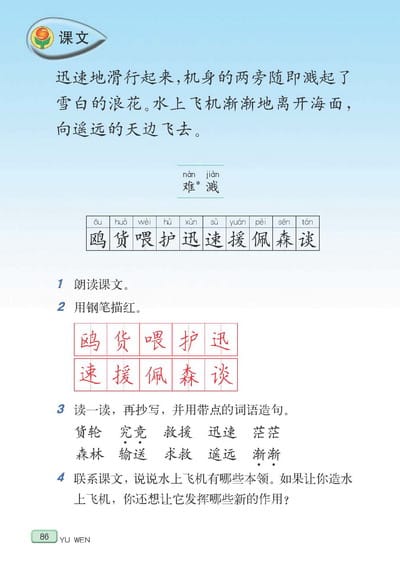 课文
迅速地滑行起来，机身的两旁随即溅起了
雪白的浪花。水上飞机渐渐地离开海面，
向遥远的天边飞去。
nàn jiàn
难* 溅
ōu huò wèi hù xùn sù yuán pèi sēn tán
鸥 货 喂 护 迅 速 援 佩 森 谈
1 朗读课文。
2 用钢笔描红。
鸥 货 喂 护 迅
速 援 佩 森 谈
3 读一读，再抄写，并用带点的词语造句。
货轮 究竟 救援 迅速 茫茫
森林 输送 求救 遥远 渐渐
4 联系课文，说说水上飞机有哪些本领。如果让你造水
上飞机，你还想让它发挥哪些新的作用？
86 YU WEN